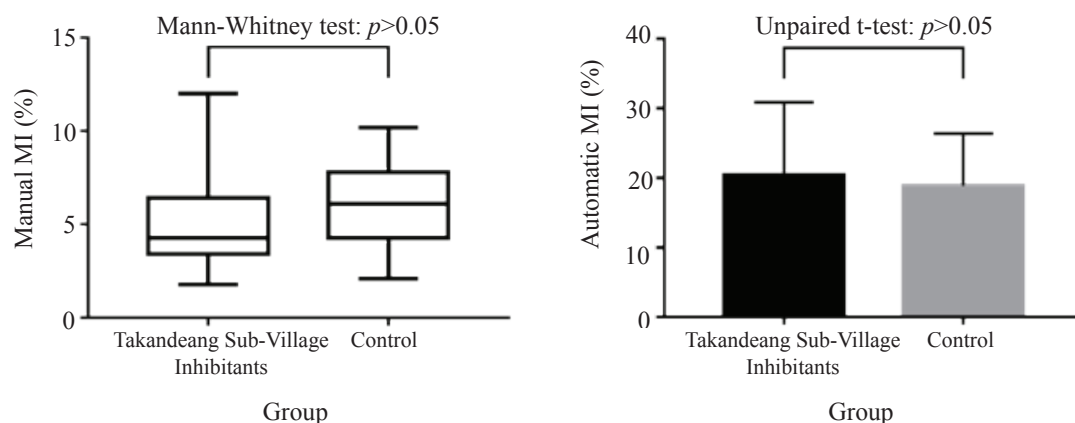 Mann-Whitney test: p>0.05
15
10
5
0
Manual MI (%)
Takandeang Sub-Village
Inhibitants
Control
Group
Unpaired t-test: p>0.05
40
30
20
10
0
Automatic MI (%)
Takandeang Sub-Village
Inhibitants
Control
Group